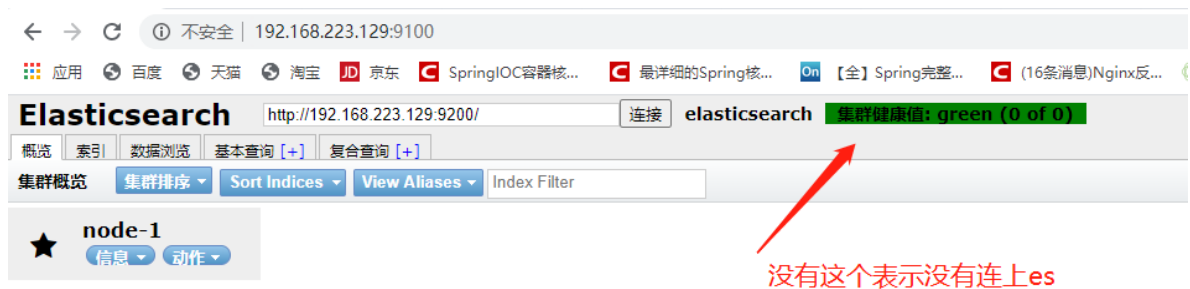 不安全 | 192.168.223.129:9100
应用 百度 天猫 淘宝 JD 京东 C SpringIOC容器核... C 最详细的Spring核... On 【全】Spring完整... C (16条消息)Nginx反...
Elasticsearch http://192.168.223.129:9200/ 连接 elasticsearch 集群健康值: green (0 of 0)
概览 索引 数据浏览 基本查询 [+] 复合查询 [+]
集群概览 集群排序 Sort Indices View Aliases Index Filter
node-1
信息 动作
没有这个表示没有连上es